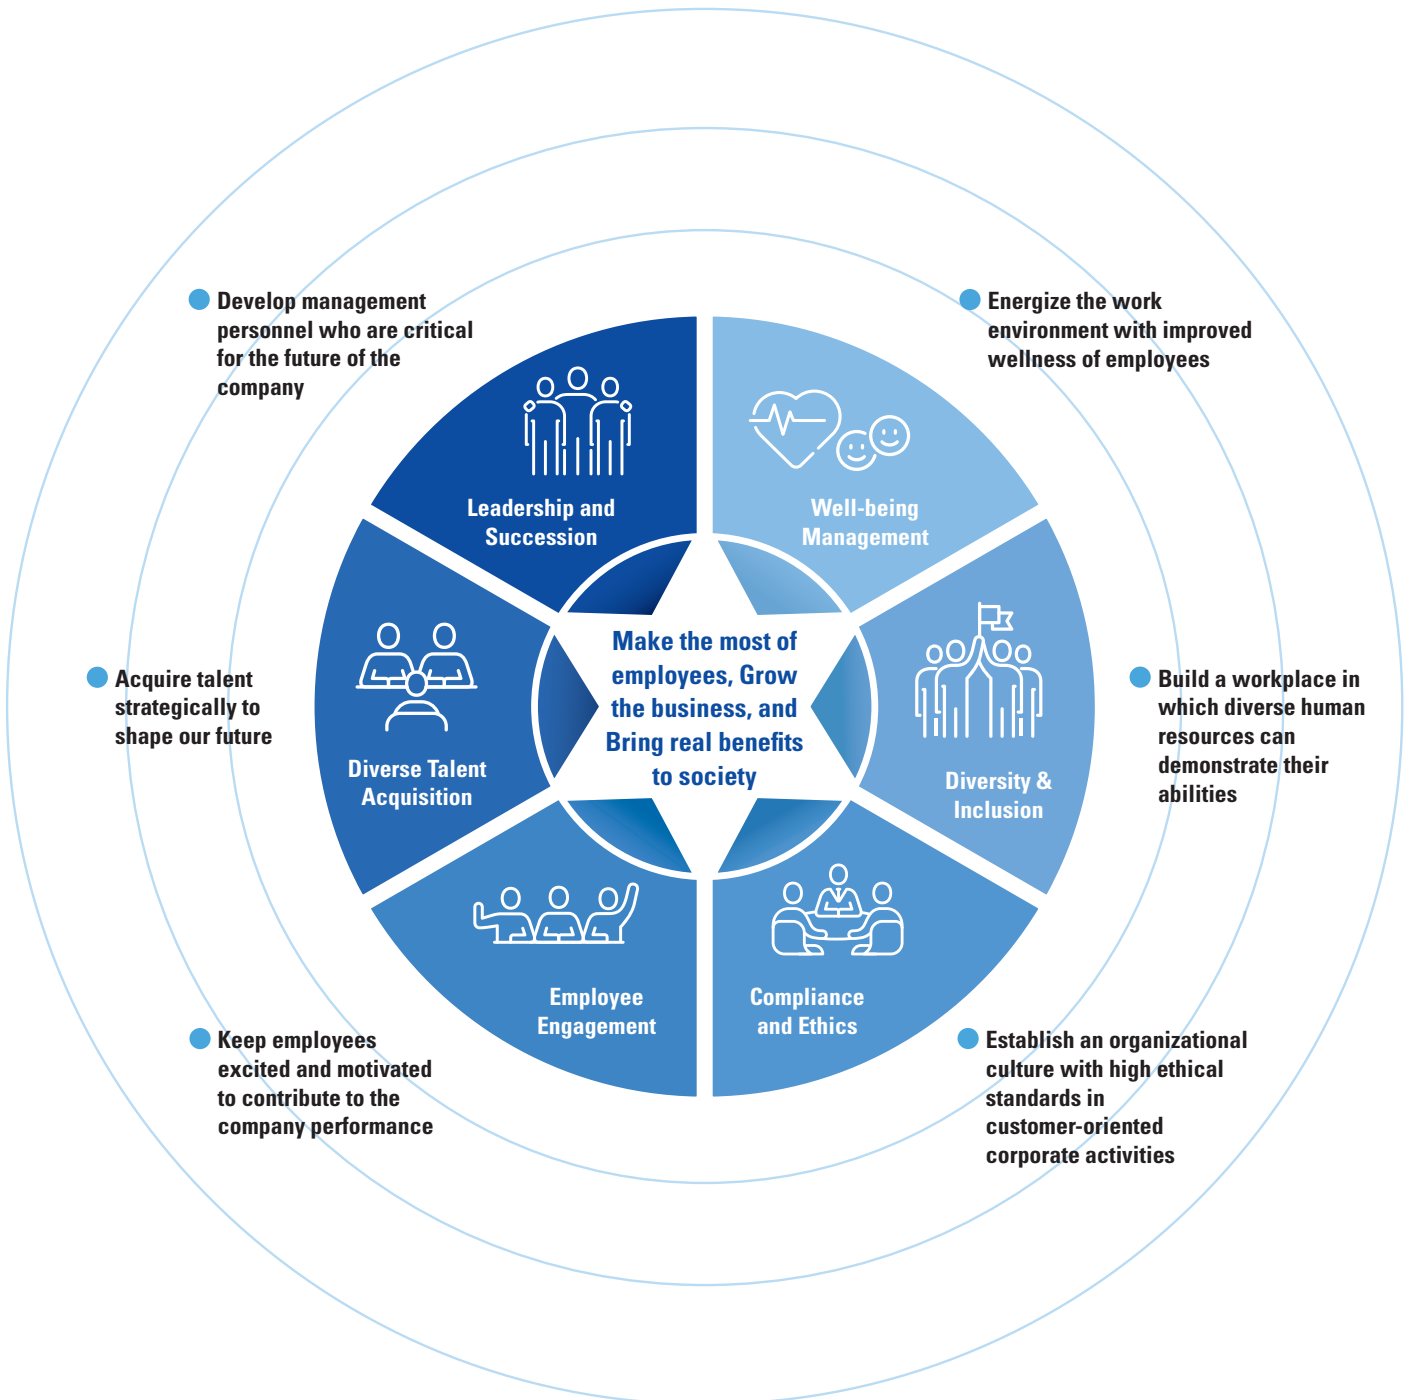 Develop management
personnel who are critical
for the future of the
company
Energize the work
environment with improved
wellness of employees
Leadership and
Succession
Well-being
Management
Make the most of
employees, Grow
the business, and
Bring real benefits
to society
Acquire talent
strategically to
shape our future
Diverse Talent
Acquisition
Diversity &
Inclusion
Build a workplace in
which diverse human
resources can
demonstrate their
abilities
Employee
Engagement
Compliance
and Ethics
Keep employees
excited and motivated
to contribute to the
company performance
Establish an organizational
culture with high ethical
standards in
customer-oriented
corporate activities